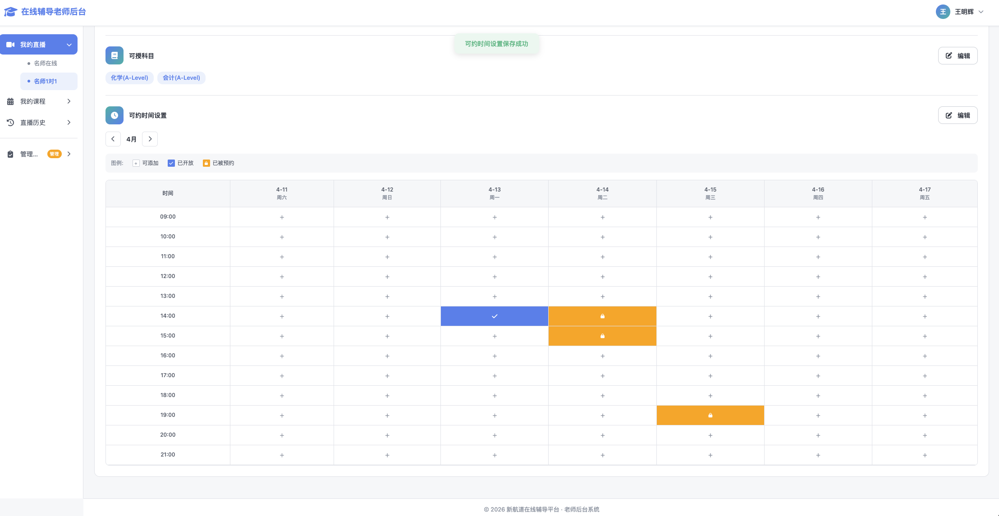 在线辅导老师后台
王 王明辉
可约时间设置保存成功
我的直播
名师在线
名师1对1
我的课程
直播历史
管理... 管理
可授科目
编辑
化学(A-Level) 会计(A-Level)
可约时间设置
编辑
4月
图例: + 可添加 已开放 已被预约
时间 4-11 4-12 4-13 4-14 4-15 4-16 4-17
周六 周日 周一 周二 周三 周四 周五
09:00 + + + + + + +
10:00 + + + + + + +
11:00 + + + + + + +
12:00 + + + + + + +
13:00 + + + + + + +
14:00 + + + + +
15:00 + + + + + +
16:00 + + + + + + +
17:00 + + + + + + +
18:00 + + + + + + +
19:00 + + + + + +
20:00 + + + + + + +
21:00 + + + + + + +
© 2026 新航道在线辅导平台 · 老师后台系统